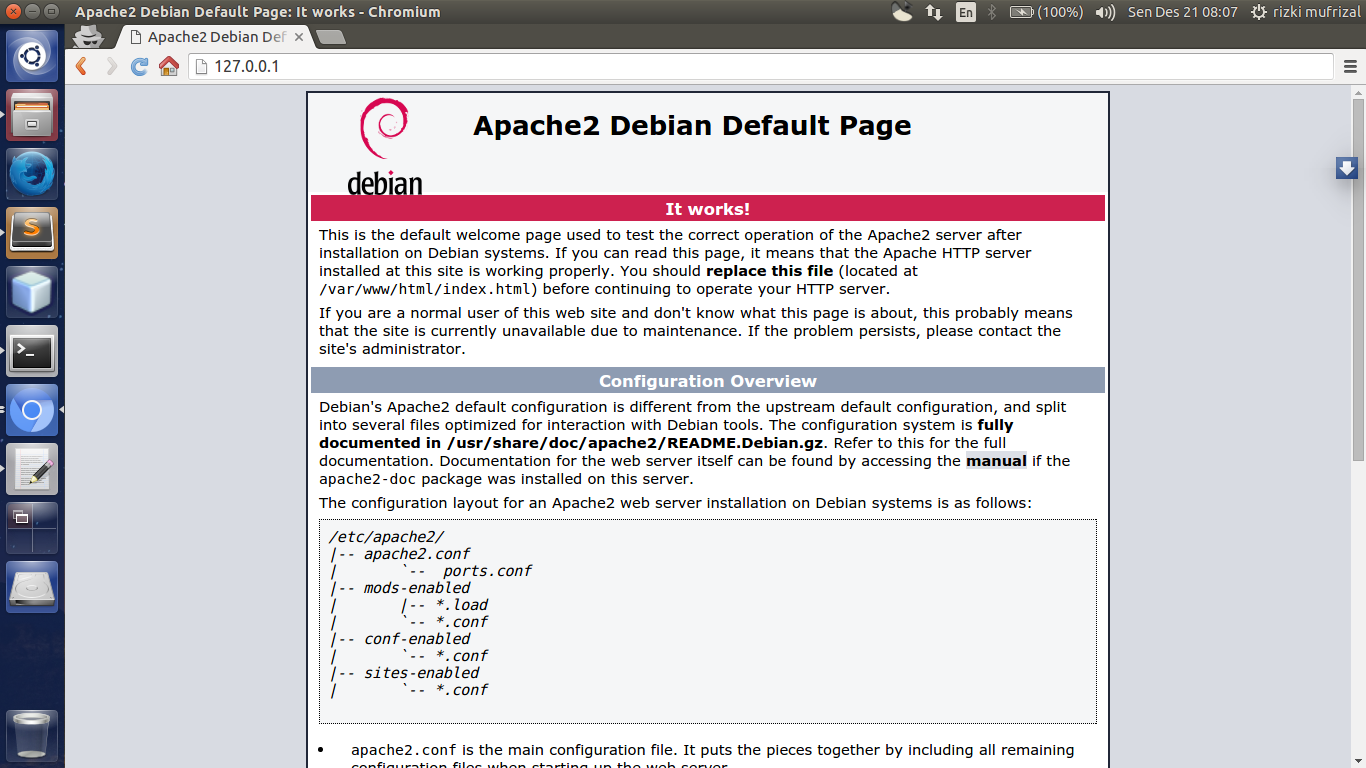 Apache2 Debian Default Page: It works - Chromium
En
(100%)
Sen Des 21 08:07
rizki mufrizal
Apache2 Debian Def
127.0.0.1
debian
Apache2 Debian Default Page
It works!
This is the default welcome page used to test the correct operation of the Apache2 server after
installation on Debian systems. If you can read this page, it means that the Apache HTTP server
installed at this site is working properly. You should replace this file (located at
/var/www/html/index.html) before continuing to operate your HTTP server.
If you are a normal user of this web site and don't know what this page is about, this probably means
that the site is currently unavailable due to maintenance. If the problem persists, please contact the
site's administrator.
Configuration Overview
Debian's Apache2 default configuration is different from the upstream default configuration, and split
into several files optimized for interaction with Debian tools. The configuration system is fully
documented in /usr/share/doc/apache2/README.Debian.gz. Refer to this for the full
documentation. Documentation for the web server itself can be found by accessing the manual if the
apache2-doc package was installed on this server.
The configuration layout for an Apache2 web server installation on Debian systems is as follows:
/etc/apache2/
|-- apache2.conf
|       `--  ports.conf
|-- mods-enabled
|       |-- *.load
|       `-- *.conf
|-- conf-enabled
|       `-- *.conf
|-- sites-enabled
|       `-- *.conf
• apache2.conf is the main configuration file. It puts the pieces together by including all remaining
configuration files when starting up the web server.